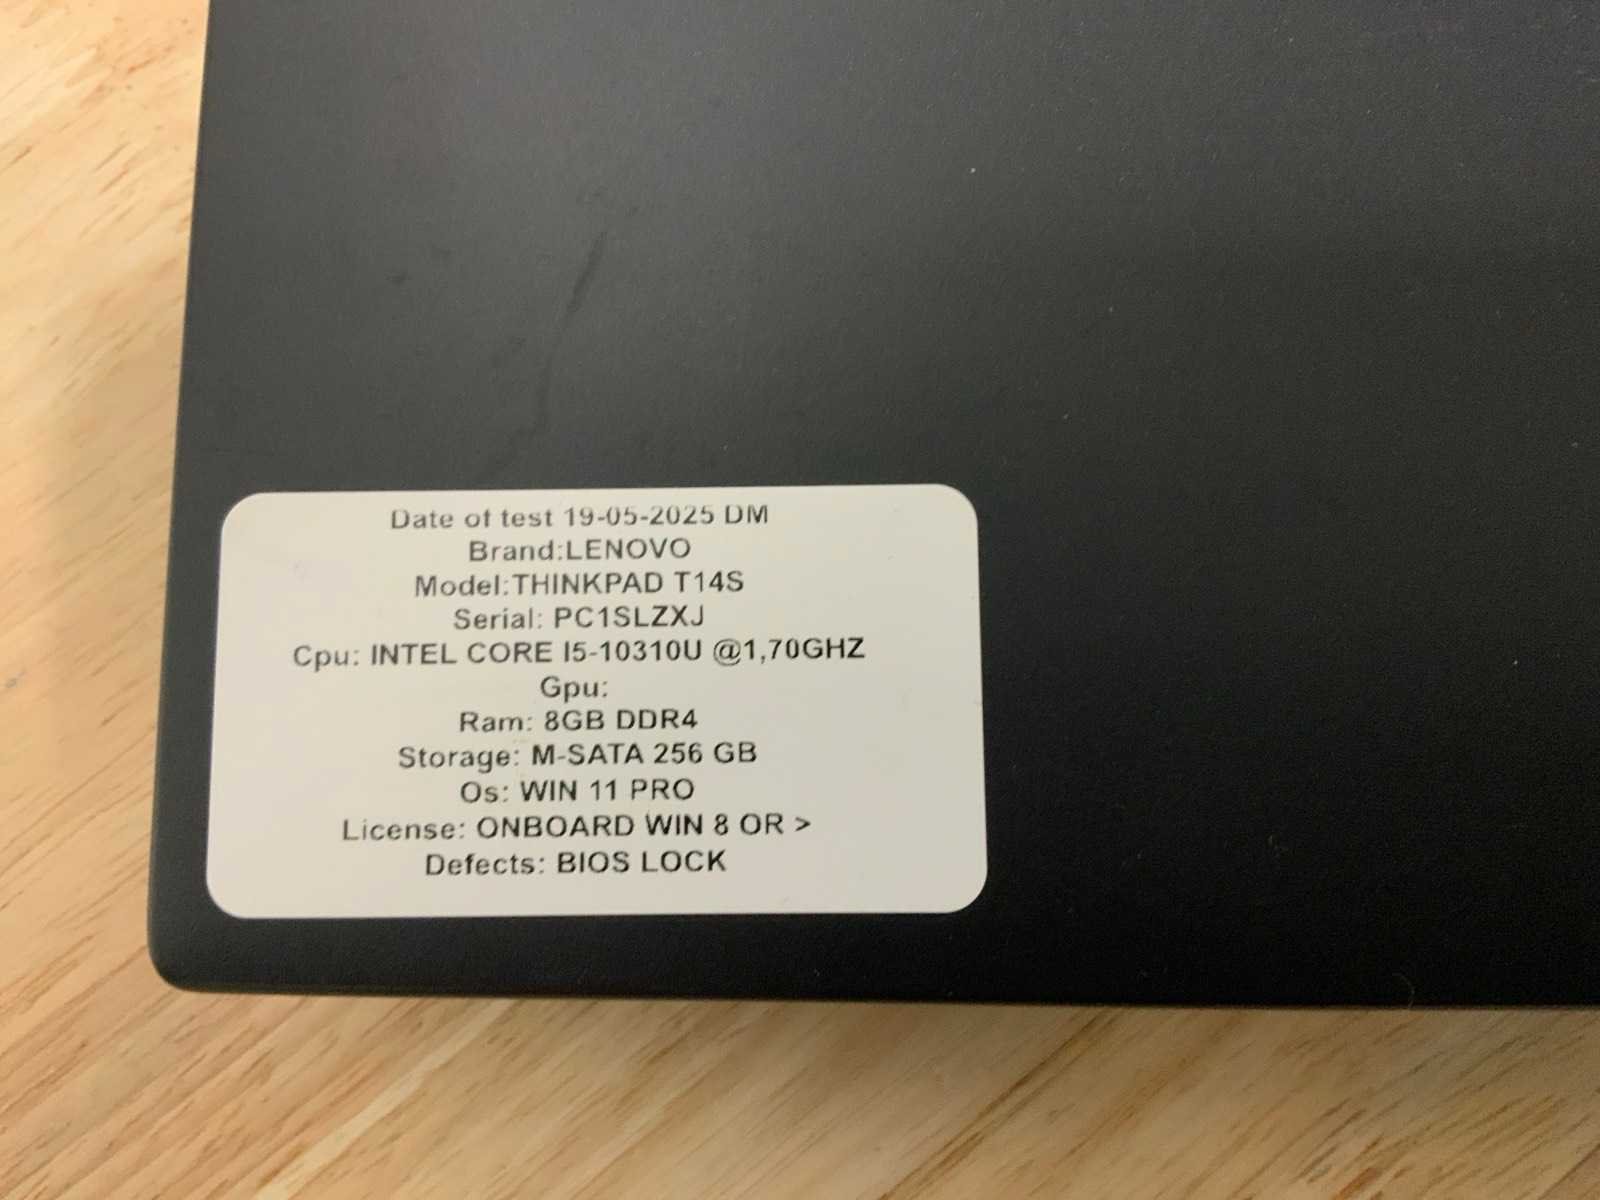 Date of test 19-05-2025 DM
Brand:LENOVO
Model:THINKPAD T14S
Serial: PC1SLZXJ
Cpu: INTEL CORE I5-10310U @1,70GHZ
Gpu:
Ram: 8GB DDR4
Storage: M-SATA 256 GB
Os: WIN 11 PRO
License: ONBOARD WIN 8 OR >
Defects: BIOS LOCK